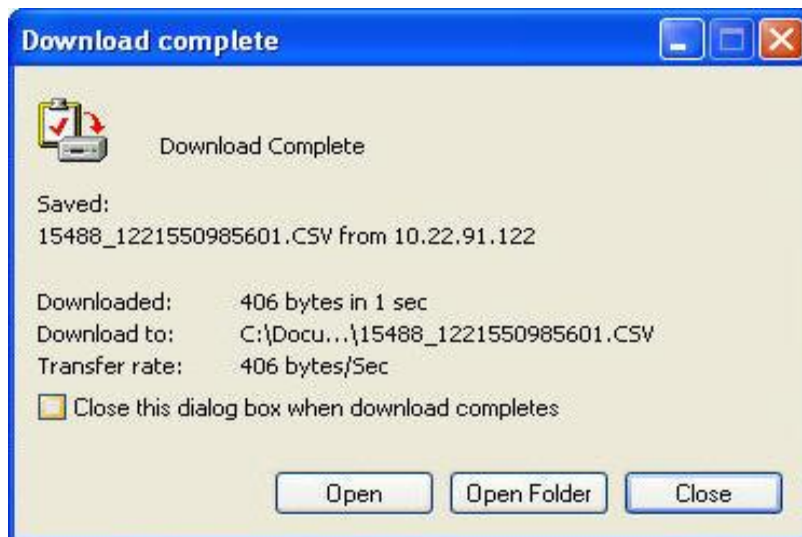 Download complete
Download Complete
Saved:
15488_1221550985601.CSV from 10.22.91.122
Downloaded: 406 bytes in 1 sec
Download to: C:\Docu...\15488_1221550985601.CSV
Transfer rate: 406 bytes/Sec
Close this dialog box when download completes
Open Open Folder Close